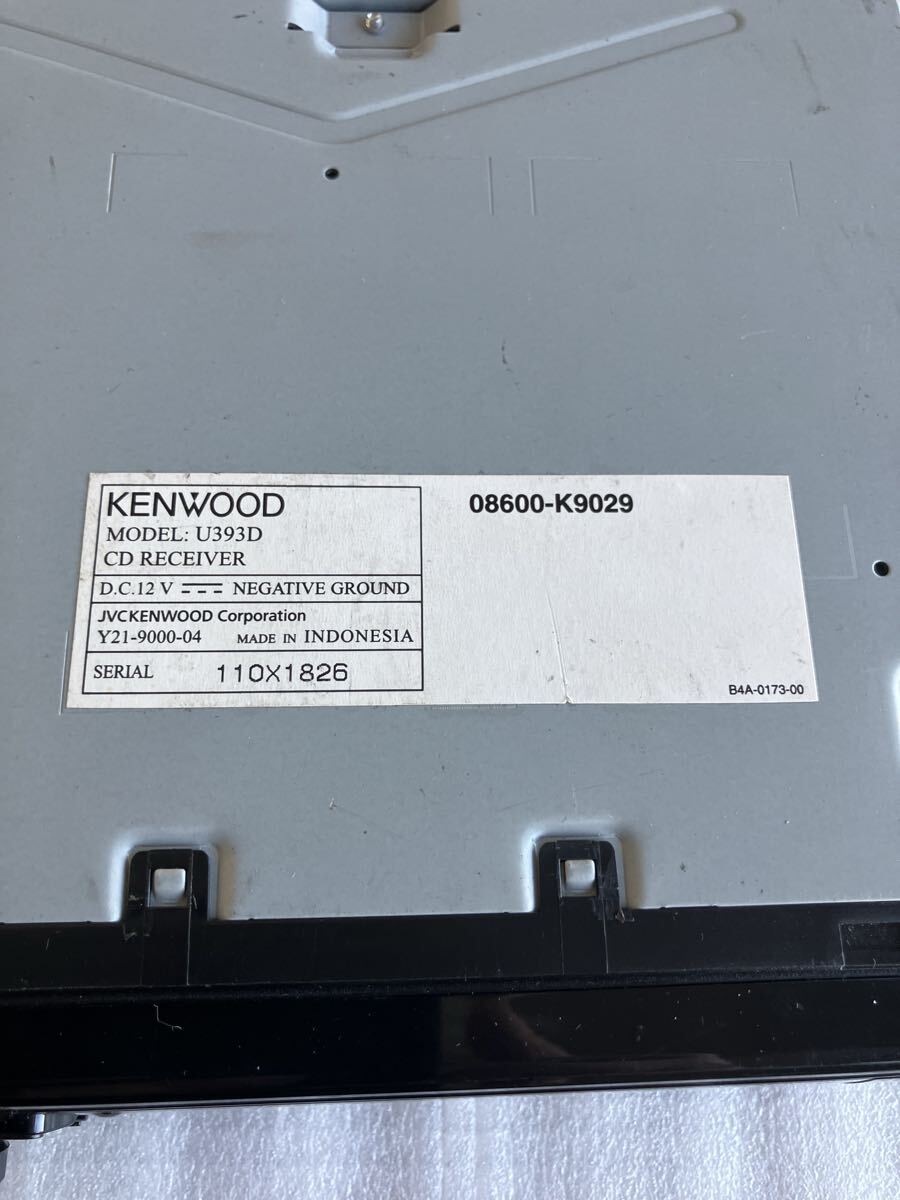 KENWOOD
MODEL: U393D
CD RECEIVER
D.C.12 V NEGATIVE GROUND
JVCKENWOOD Corporation
Y21-9000-04 MADE IN INDONESIA
SERIAL 110X1826
08600-K9029
B4A-0173-00